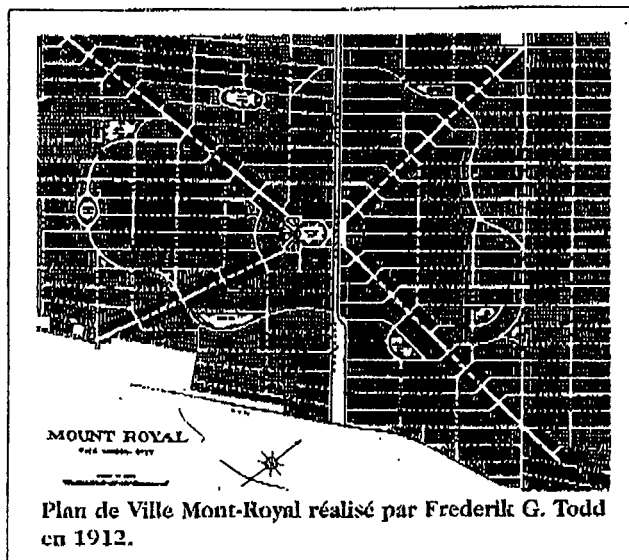 MOUNT ROYAL
Plan de Ville Mont-Royal réalisé par Frederik G. Todd
en 1912.